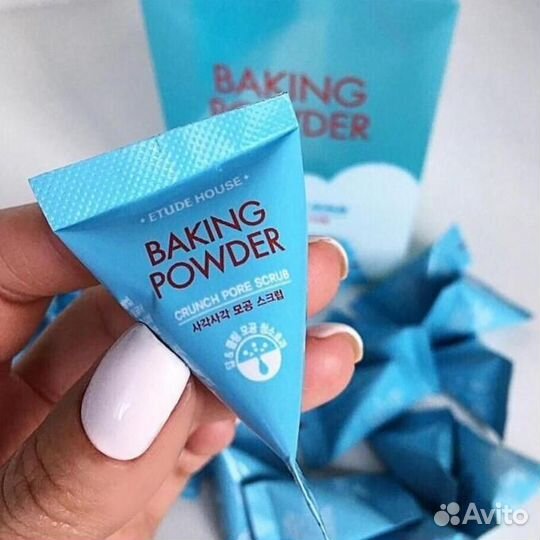 BAKING
POWDER
• ETUDE HOUSE •
BAKING
POWDER
CRUNCH PORE SCRUB
사각사각 모공 스크럽
Avito